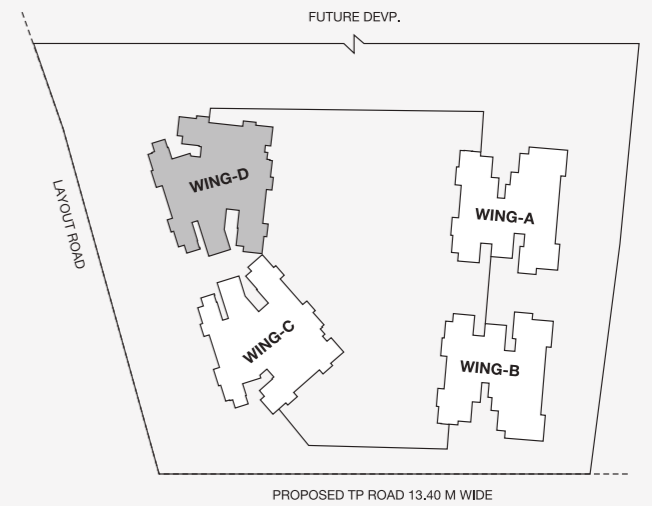 FUTURE DEVP.
WING-D
LAYOUT ROAD
WING-A
WING-C
WING-B
PROPOSED TP ROAD 13.40 M WIDE